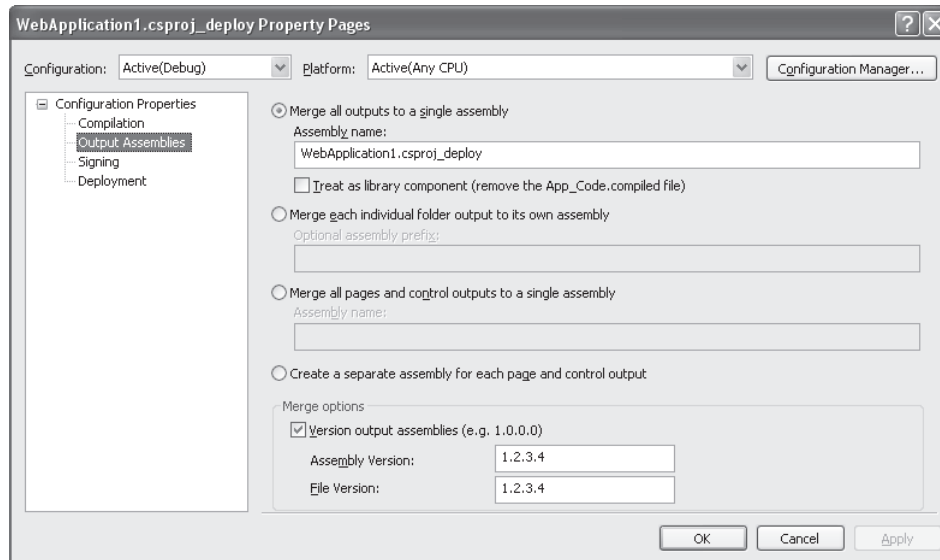 WebApplication1.csproj_deploy Property Pages
Configuration: Active(Debug) Platform: Active(Any CPU) Configuration Manager...
Configuration Properties
Compilation
Output Assemblies
Signing
Deployment
Merge all outputs to a single assembly
Assembly name:
WebApplication1.csproj_deploy
Treat as library component (remove the App_Code.compiled file)
Merge each individual folder output to its own assembly
Optional assembly prefix:
Merge all pages and control outputs to a single assembly
Assembly name:
Create a separate assembly for each page and control output
Merge options
Version output assemblies (e.g. 1.0.0.0)
Assembly Version: 1.2.3.4
File Version: 1.2.3.4
OK Cancel Apply